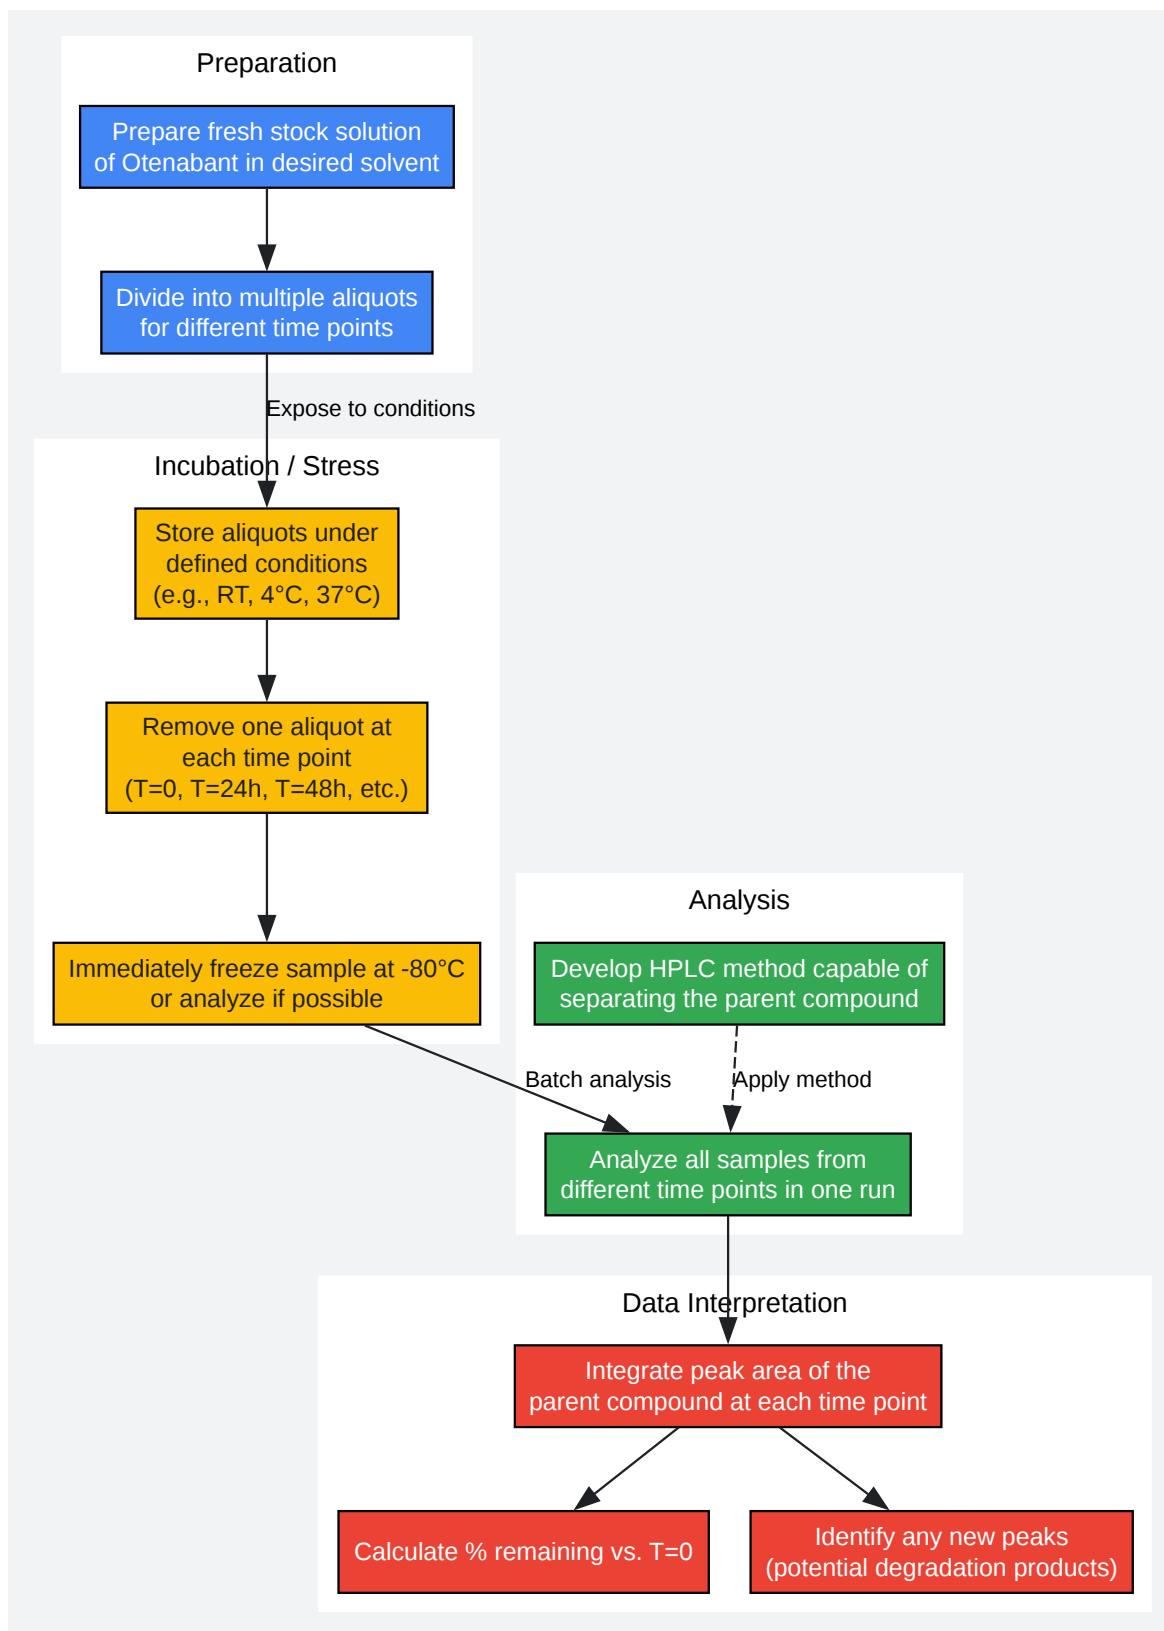 Preparation
Prepare fresh stock solution
of Otenabant in desired solvent
Divide into multiple aliquots
for different time points
Expose to conditions
Incubation / Stress
Store aliquots under
defined conditions
(e.g., RT, 4°C, 37°C)
Remove one aliquot at
each time point
(T=0, T=24h, T=48h, etc.)
Immediately freeze sample at -80°C
or analyze if possible
Analysis
Develop HPLC method capable of
separating the parent compound
Batch analysis
Apply method
Analyze all samples from
different time points in one run
Data Interpretation
Integrate peak area of the
parent compound at each time point
Calculate % remaining vs. T=0
Identify any new peaks
(potential degradation products)